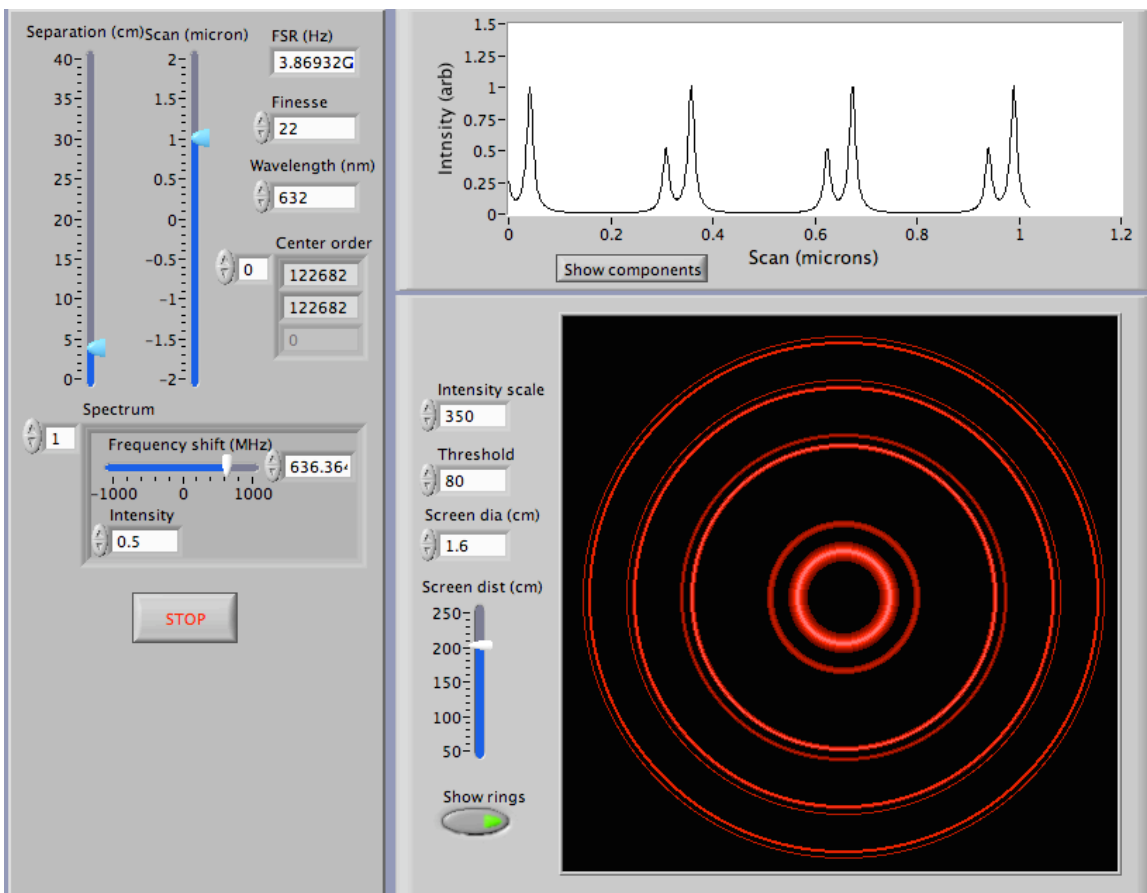 Separation (cm) Scan (micron)
40
35
30
25
20
15
10
5
0
2
1.5
1
0.5
0
-0.5
-1
-1.5
-2
FSR (Hz)
3.86932G
Finesse
22
Wavelength (nm)
632
Center order
0
122682
122682
0
Spectrum
1
Frequency shift (MHz)
636.364
-1000 0 1000
Intensity
0.5
STOP
Intnsity (arb)
1.5
1.25
1
0.75
0.5
0.25
0
0 0.2 0.4 0.6 0.8 1 1.2
Show components
Scan (microns)
Intensity scale
350
Threshold
80
Screen dia (cm)
1.6
Screen dist (cm)
250
200
150
100
50
Show rings